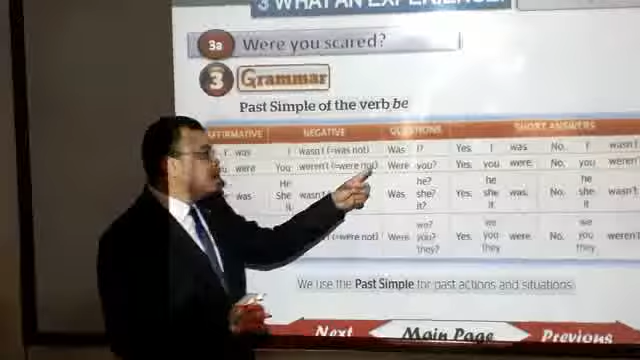 3 WHAT AN EXPERIENCE!
3a Were you scared?
3 Grammar
Past Simple of the verb be
AFFIRMATIVE NEGATIVE QUESTIONS SHORT ANSWERS
I was I wasn't (=was not) Was I? Yes, I was. No, I wasn't
were You weren't (=were not) Were you? Yes, you were. No, you weren't
He he? he he
was She wasn't Was she? Yes, she was. No, she wasn't
It it? it it
we? we we
(=were not) Were you? Yes, you were. No, you weren't
they? they they
We use the Past Simple for past actions and situations.
Next Main Page Previous